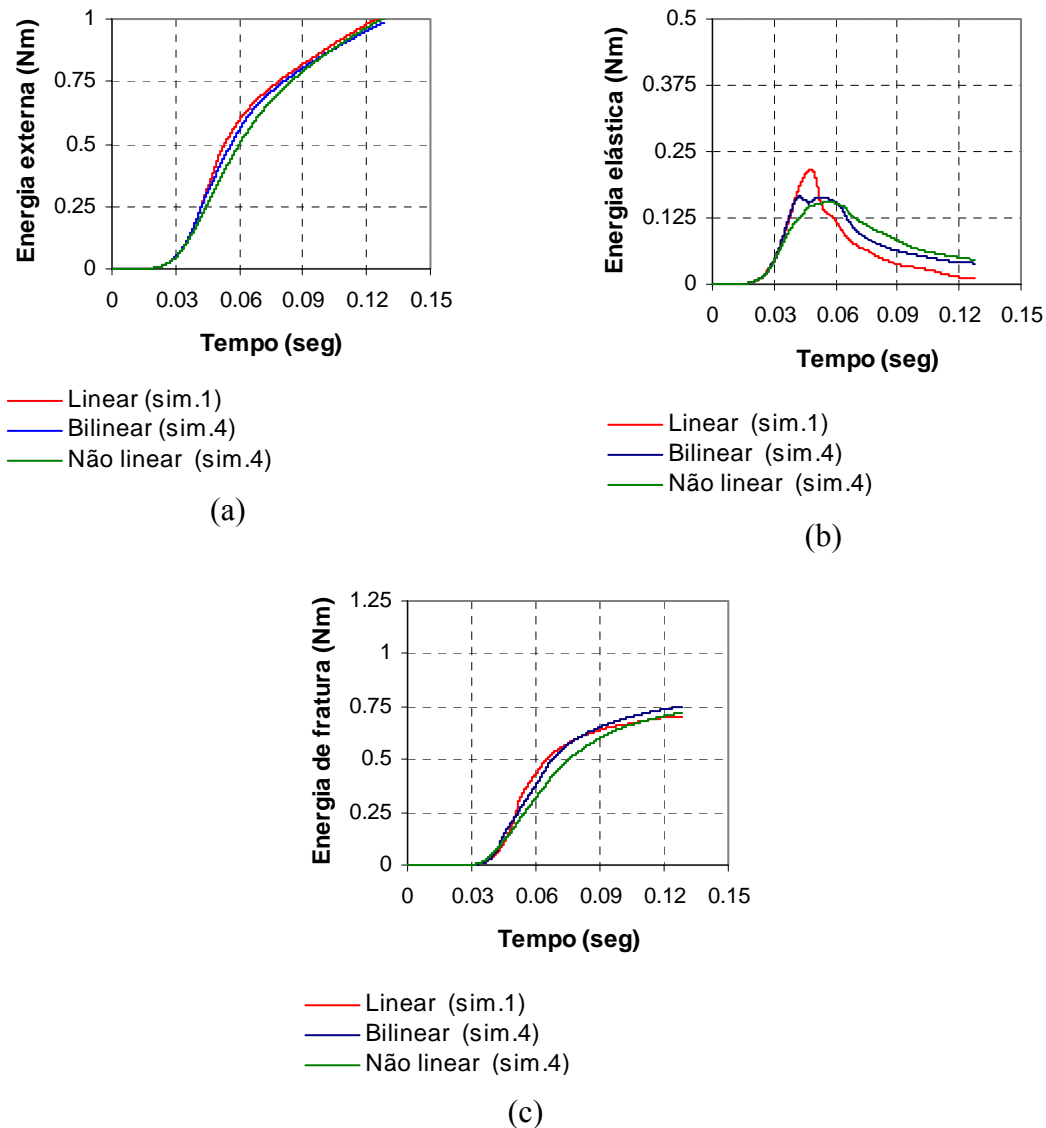 Energia externa (Nm)
1
0.75
0.5
0.25
0
0 0.03 0.06 0.09 0.12 0.15
Tempo (seg)
Linear (sim.1)
Bilinear (sim.4)
Não linear (sim.4)
(a)
Energia elástica (Nm)
0.5
0.375
0.25
0.125
0
0 0.03 0.06 0.09 0.12 0.15
Tempo (seg)
Linear (sim.1)
Bilinear (sim.4)
Não linear (sim.4)
(b)
Energia de fratura (Nm)
1.25
1
0.75
0.5
0.25
0
0 0.03 0.06 0.09 0.12 0.15
Tempo (seg)
Linear (sim.1)
Bilinear (sim.4)
Não linear (sim.4)
(c)